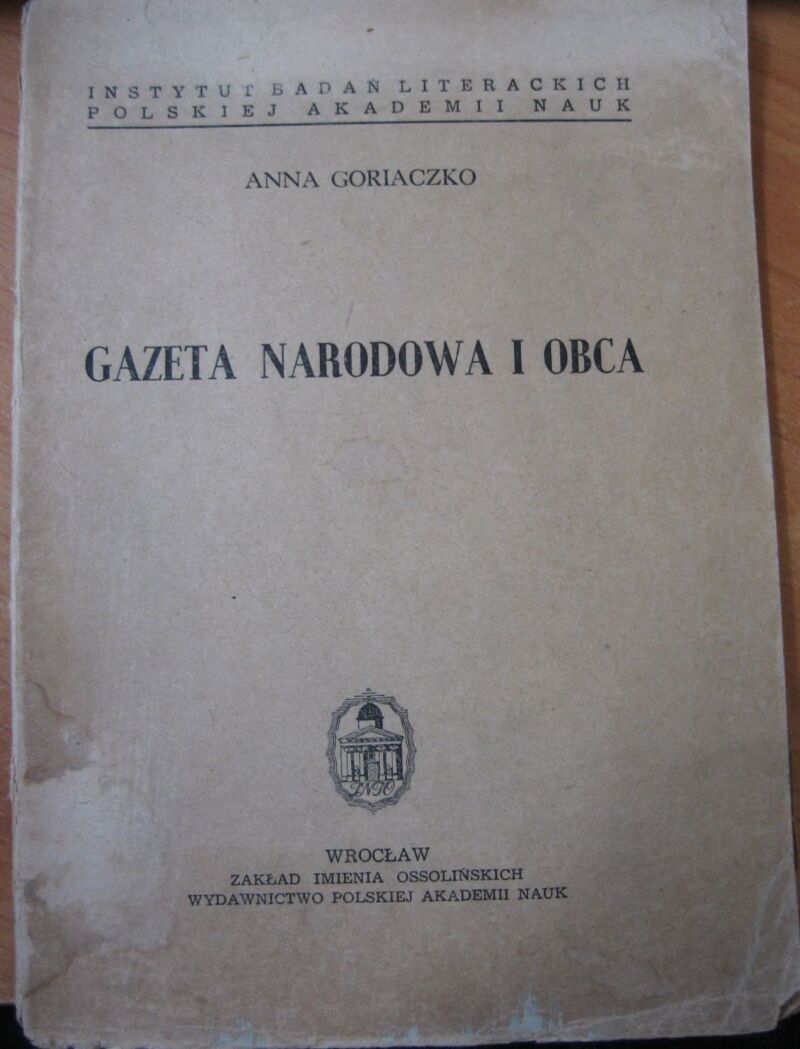 INSTYTUT BADAŃ LITERACKICH
POLSKIEJ AKADEMII NAUK
ANNA GORIACZKO
GAZETA NARODOWA I OBCA
WROCŁAW
ZAKŁAD IMIENIA OSSOLIŃSKICH
WYDAWNICTWO POLSKIEJ AKADEMII NAUK